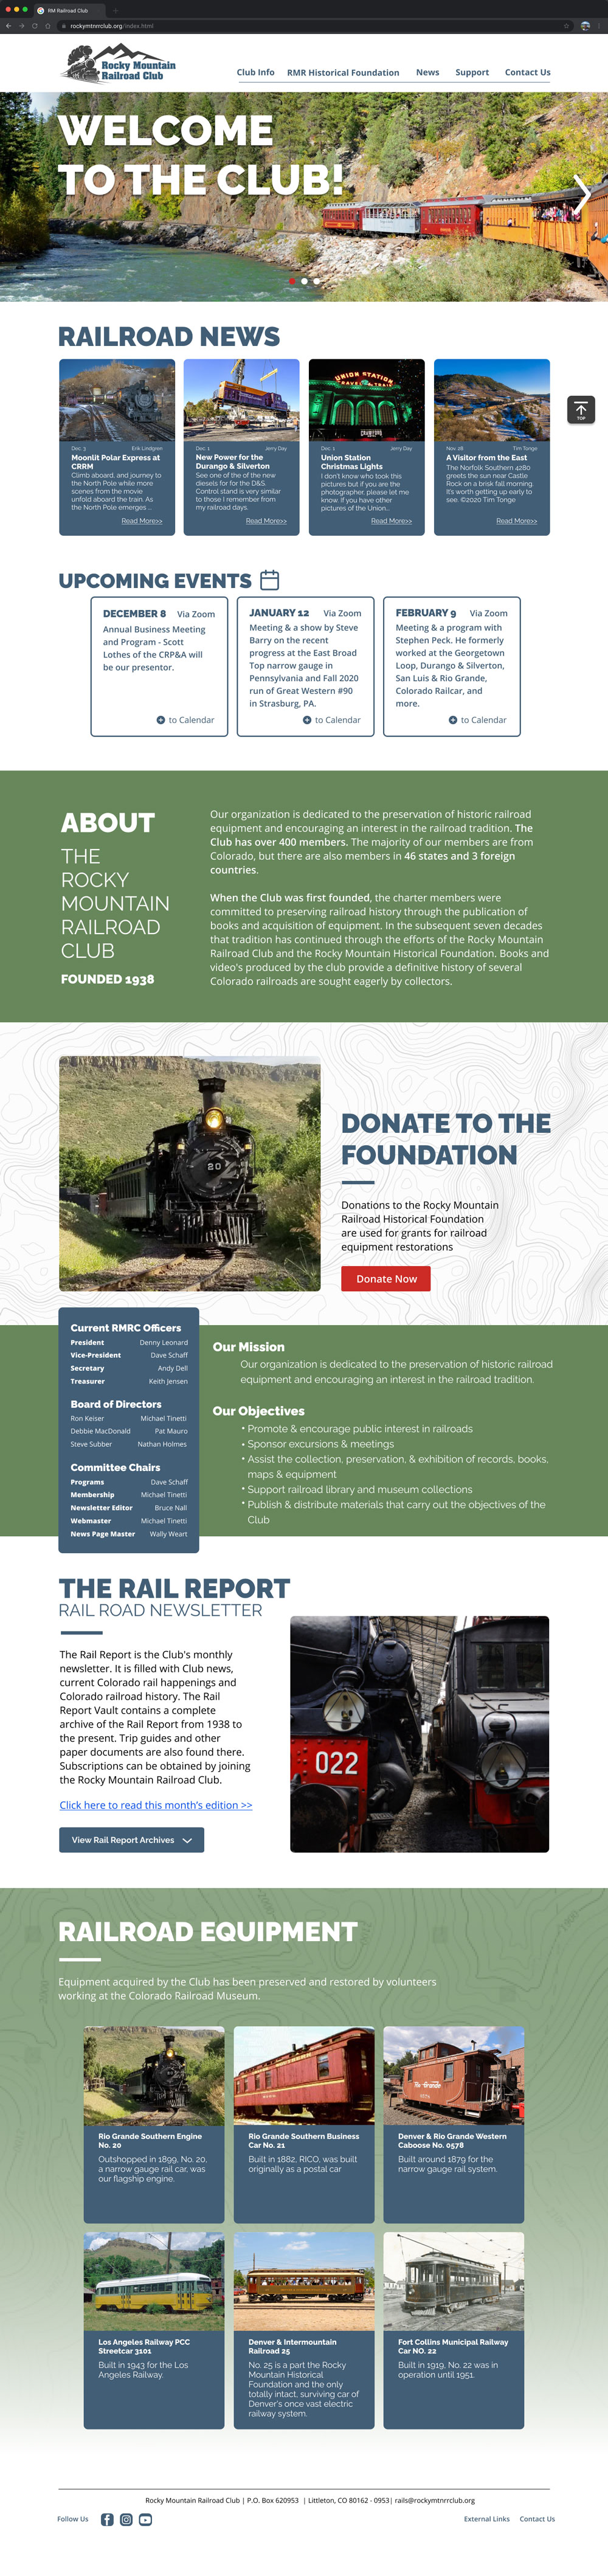 RM Railroad Club
rockymtnrrclub.org/index.html
Rocky Mountain
Railroad Club
Club Info RMR Historical Foundation News Support Contact Us
WELCOME
TO THE CLUB!
RAILROAD NEWS
UNION STATION
TRAVEL by TRAIN
CRAWFORD
TOP
Dec. 3 Erik Lindgren
Moonlit Polar Express at
CRRM
Climb aboard, and journey to
the North Pole while more
scenes from the movie
unfold aboard the train. As
the North Pole emerges ...
Read More>>
Dec. 1 Jerry Day
New Power for the
Durango & Silverton
See one of the of the new
diesels for for the D&S.
Control stand is very similar
to those I remember from
my railroad days.
Read More>>
Dec. 1 Jerry Day
Union Station
Christmas Lights
I don't know who took this
pictures but if you are the
photographer, please let me
know. If you have other
pictures of the Union...
Read More>>
Nov. 28 Tim Tonge
A Visitor from the East
The Norfolk Southern 4280
greets the sun near Castle
Rock on a brisk fall morning.
It's worth getting up early to
see. ©2020 Tim Tonge
Read More>>
UPCOMING EVENTS
DECEMBER 8 Via Zoom
Annual Business Meeting
and Program - Scott
Lothes of the CRP&A will
be our presentor.
to Calendar
JANUARY 12 Via Zoom
Meeting & a show by Steve
Barry on the recent
progress at the East Broad
Top narrow gauge in
Pennsylvania and Fall 2020
run of Great Western #90
in Strasburg, PA.
to Calendar
FEBRUARY 9 Via Zoom
Meeting & a program with
Stephen Peck. He formerly
worked at the Georgetown
Loop, Durango & Silverton,
San Luis & Rio Grande,
Colorado Railcar, and
more.
to Calendar
ABOUT
THE
ROCKY
MOUNTAIN
RAILROAD
CLUB
FOUNDED 1938
Our organization is dedicated to the preservation of historic railroad
equipment and encouraging an interest in the railroad tradition. The
Club has over 400 members. The majority of our members are from
Colorado, but there are also members in 46 states and 3 foreign
countries.
When the Club was first founded, the charter members were
committed to preserving railroad history through the publication of
books and acquisition of equipment. In the subsequent seven decades
that tradition has continued through the efforts of the Rocky Mountain
Railroad Club and the Rocky Mountain Historical Foundation. Books and
video's produced by the club provide a definitive history of several
Colorado railroads are sought eagerly by collectors.
20
DONATE TO THE
FOUNDATION
Donations to the Rocky Mountain
Railroad Historical Foundation
are used for grants for railroad
equipment restorations
Donate Now
Current RMRC Officers
President Denny Leonard
Vice-President Dave Schaff
Secretary Andy Dell
Treasurer Keith Jensen
Board of Directors
Ron Keiser Michael Tinetti
Debbie MacDonald Pat Mauro
Steve Subber Nathan Holmes
Committee Chairs
Programs Dave Schaff
Membership Michael Tinetti
Newsletter Editor Bruce Nall
Webmaster Michael Tinetti
News Page Master Wally Weart
Our Mission
Our organization is dedicated to the preservation of historic railroad
equipment and encouraging an interest in the railroad tradition.
Our Objectives
• Promote & encourage public interest in railroads
• Sponsor excursions & meetings
• Assist the collection, preservation, & exhibition of records, books,
maps & equipment
• Support railroad library and museum collections
• Publish & distribute materials that carry out the objectives of the
Club
THE RAIL REPORT
RAIL ROAD NEWSLETTER
The Rail Report is the Club's monthly
newsletter. It is filled with Club news,
current Colorado rail happenings and
Colorado railroad history. The Rail
Report Vault contains a complete
archive of the Rail Report from 1938 to
the present. Trip guides and other
paper documents are also found there.
Subscriptions can be obtained by joining
the Rocky Mountain Railroad Club.
Click here to read this month's edition >>
View Rail Report Archives
022
RAILROAD EQUIPMENT
Equipment acquired by the Club has been preserved and restored by volunteers
working at the Colorado Railroad Museum.
Rio Grande
Rio Grande Southern Engine
No. 20
Outshopped in 1899, No. 20,
a narrow gauge rail car, was
our flagship engine.
Rio Grande Southern Business
Car No. 21
Built in 1882, RICO, was built
originally as a postal car
Denver & Rio Grande Western
Caboose No. 0578
Built around 1879 for the
narrow gauge rail system.
Los Angeles Railway PCC
Streetcar 3101
Built in 1943 for the Los
Angeles Railway.
Denver & Intermountain
Railroad 25
No. 25 is a part the Rocky
Mountain Historical
Foundation and the only
totally intact, surviving car of
Denver's once vast electric
railway system.
Fort Collins Municipal Railway
Car NO. 22
Built in 1919, No. 22 was in
operation until 1951.
Rocky Mountain Railroad Club | P.O. Box 620953 | Littleton, CO 80162 - 0953| rails@rockymtnrrclub.org
Follow Us
External Links Contact Us